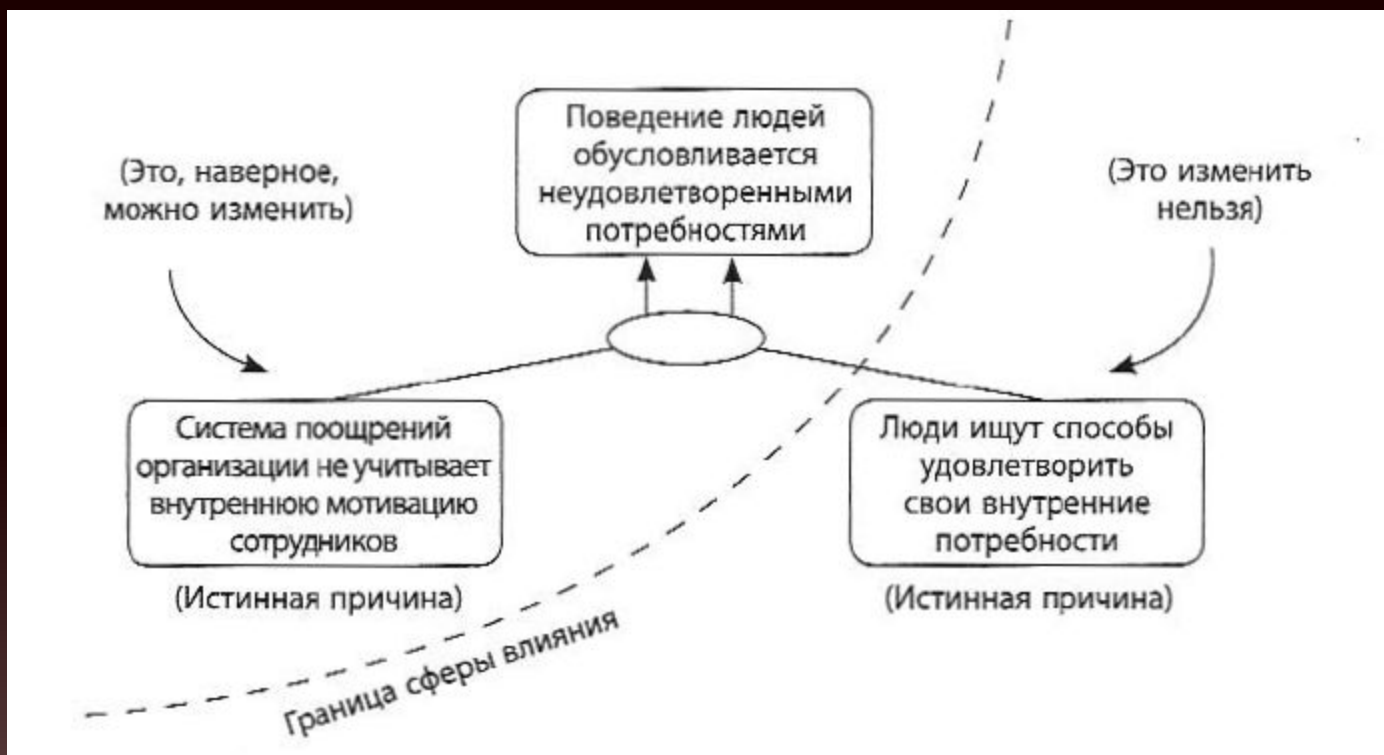 Поведение людей
обусловливается
неудовлетворенными
потребностями
(Это, наверное,
можно изменить)
(Это изменить
нельзя)
Система поощрений
организации не учитывает
внутреннюю мотивацию
сотрудников
(Истинная причина)
Люди ищут способы
удовлетворить
свои внутренние
потребности
(Истинная причина)
Граница сферы влияния